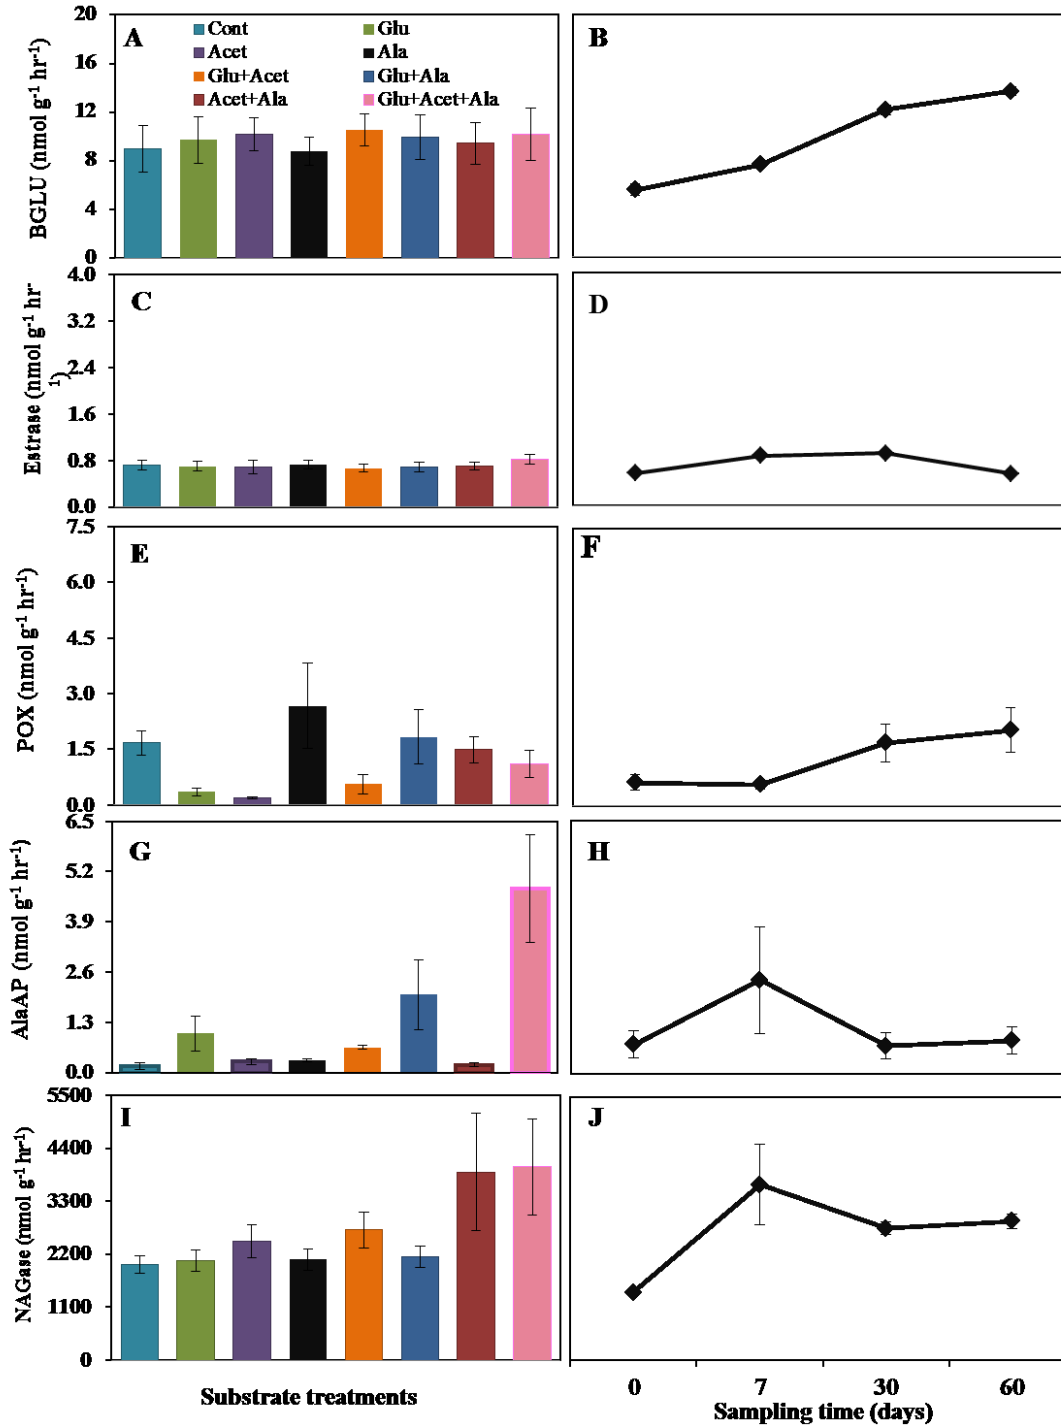 A
Cont
Glu
Acet
Ala
Glu+Acet
Glu+Ala
Acet+Ala
Glu+Acet+Ala
BGLU (nmol g-1 hr-1)
20
16
12
8
4
0
B
C
Estrase (nmol g-1 hr-
1)
4.0
3.2
2.4
1.6
0.8
0.0
D
E
POX (nmol g-1 hr-1)
7.5
6.0
4.5
3.0
1.5
0.0
F
G
AlaAP (nmol g-1 hr-1)
6.5
5.2
3.9
2.6
1.3
0.0
H
I
NAGase (nmol g-1 hr-1)
5500
4400
3300
2200
1100
0
J
0 7 30 60
Substrate treatments
Sampling time (days)